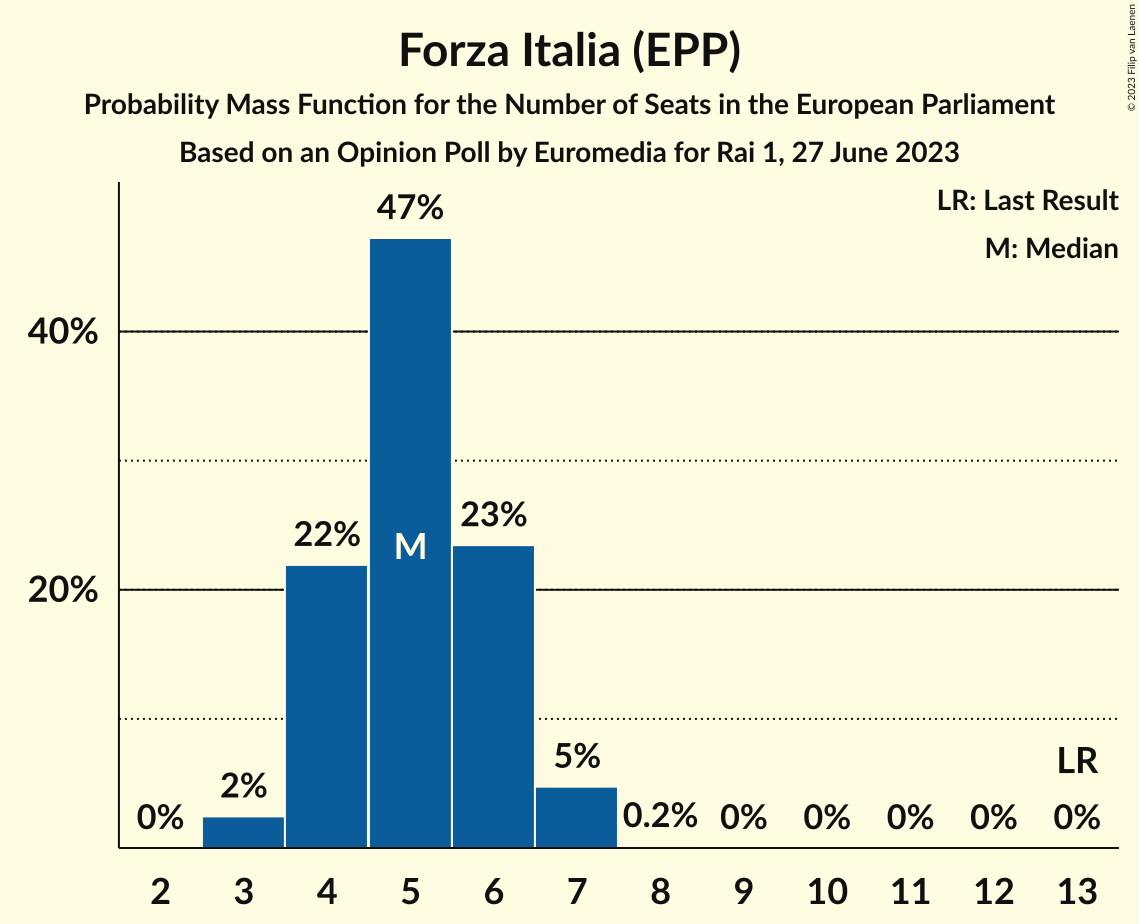 © 2023 Filip van Laenen
Forza Italia (EPP)
Probability Mass Function for the Number of Seats in the European Parliament
Based on an Opinion Poll by Euromedia for Rai 1, 27 June 2023
LR: Last Result
M: Median
47%
40%
23%
22%
M
20%
5%
LR
2%
0% 0.2% 0% 0% 0% 0% 0%
2 3 4 5 6 7 8 9 10 11 12 13